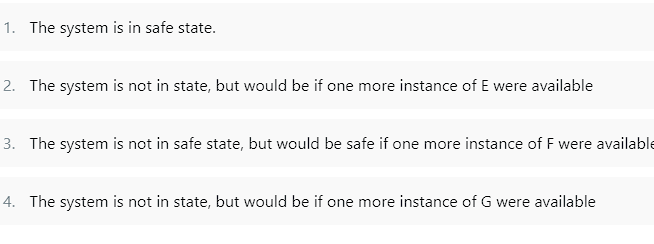 1. The system is in safe state.
2. The system is not in state, but would be if one more instance of E were available
3. The system is not in safe state, but would be safe if one more instance of F were available
4. The system is not in state, but would be if one more instance of G were available